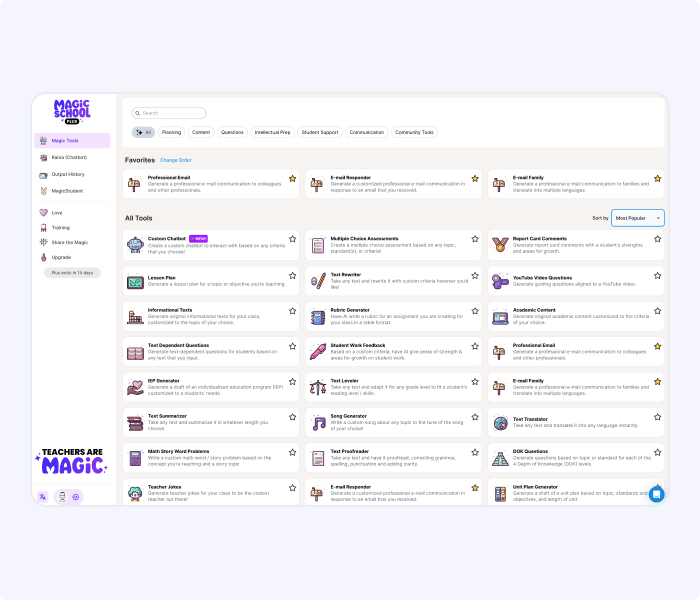 MAGIC
SCHOOL
PLUS
Magic Tools
Raina (Chatbot)
Output History
MagicStudent
Love
Training
Share the Magic
Upgrade
Plus ends in 14 days
TEACHERS ARE
MAGIC
Search
All
Planning
Content
Questions
Intellectual Prep
Student Support
Communication
Community Tools
Favorites
Change Order
Professional Email
Generate a professional e-mail communication to colleagues
and other professionals.
E-mail Responder
Generate a customized professional e-mail communication in
response to an email that you received.
E-mail Family
Generate a professional e-mail communication to families and
translate into multiple languages.
All Tools
Sort by
Most Popular
Custom Chatbot
NEW!
Create a custom chatbot to interact with based on any criteria
that you choose!
Multiple Choice Assessments
Create a multiple choice assessment based on any topic,
standard(s), or criteria!
Report Card Comments
Generate report card comments with a student's strengths
and areas for growth.
Lesson Plan
Generate a lesson plan for a topic or objective you're teaching.
Text Rewriter
Take any text and rewrite it with custom criteria however you'd
like!
YouTube Video Questions
Generate guiding questions aligned to a YouTube video.
Informational Texts
Generate original informational texts for your class,
customized to the topic of your choice.
Rubric Generator
Have AI write a rubric for an assignment you are creating for
your class in a table format.
Academic Content
Generate original academic content customized to the criteria
of your choice.
Text Dependent Questions
Generate text-dependent questions for students based on
any text that you input.
Student Work Feedback
Based on a custom criteria, have AI give areas of strength &
areas for growth on student work.
Professional Email
Generate a professional e-mail communication to colleagues
and other professionals.
IEP Generator
Generate a draft of an individualized education program (IEP)
customized to a students' needs.
Text Leveler
Take any text and adapt it for any grade level to fit a student's
reading level / skills.
E-mail Family
Generate a professional e-mail communication to families and
translate into multiple languages.
Text Summarizer
Take any text and summarize it in whatever length you
choose.
Song Generator
Write a custom song about any topic to the tune of the song
of your choice!
Text Translator
Take any text and translate it into any language instantly.
Math Story Word Problems
Write a custom math word / story problem based on the
concept you're teaching and a story topic.
Text Proofreader
Take any text and have it proofread, correcting grammar,
spelling, punctuation and adding clarity.
DOK Questions
Generate questions based on topic or standard for each of the
4 Depth of Knowledge (DOK) levels.
Teacher Jokes
Generate teacher jokes for your class to be the coolest
teacher out there!
E-mail Responder
Generate a customized professional e-mail communication in
response to an email that you received.
Unit Plan Generator
Generate a draft of a unit plan based on topic, standards and
objectives, and length of unit.